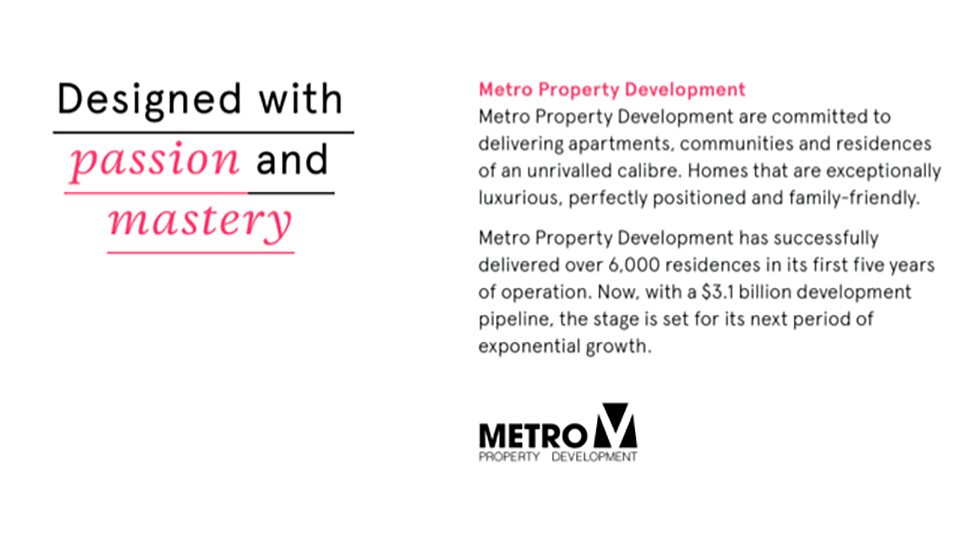 Designed with
passion and
mastery
Metro Property Development
Metro Property Development are committed to
delivering apartments, communities and residences
of an unrivalled calibre. Homes that are exceptionally
luxurious, perfectly positioned and family-friendly.
Metro Property Development has successfully
delivered over 6,000 residences in its first five years
of operation. Now, with a $3.1 billion development
pipeline, the stage is set for its next period of
exponential growth.
METRO M
PROPERTY DEVELOPMENT